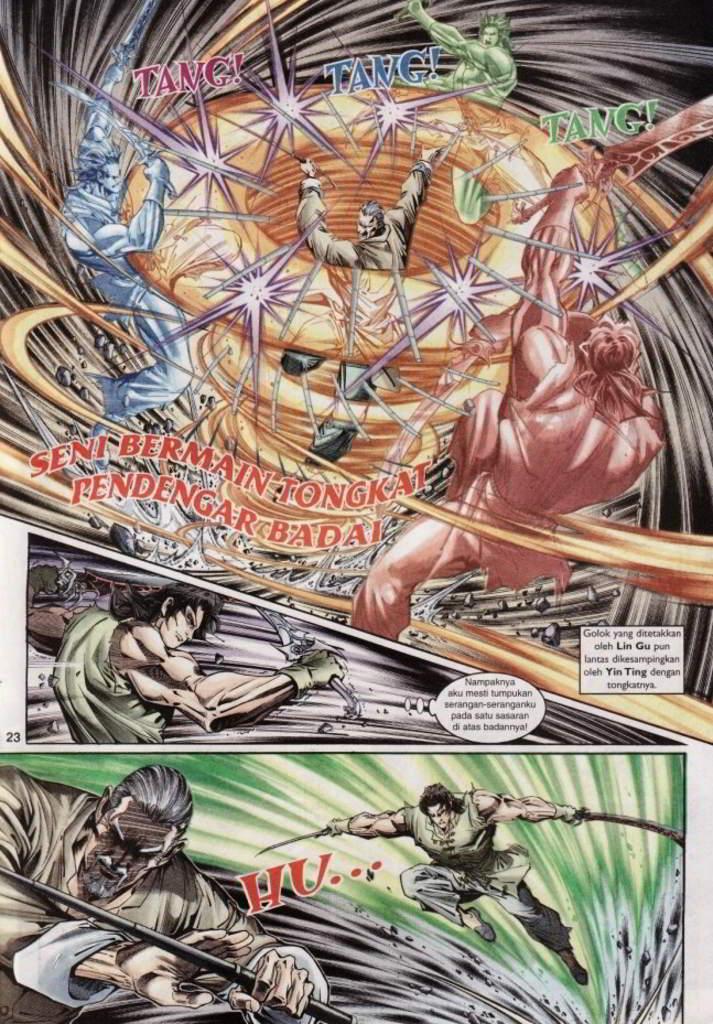 TANG!
TANG!
TANG!
SENI BERMAIN TONGKAT
PENDENGAR BADAI
Golok yang ditetakkan
oleh Lin Gu pun
lantas dikesampingkan
oleh Yin Ting dengan
tongkatnya.
Nampaknya
aku mesti tumpukan
serangan-seranganku
pada satu sasaran
di atas badannya!
23
HU...